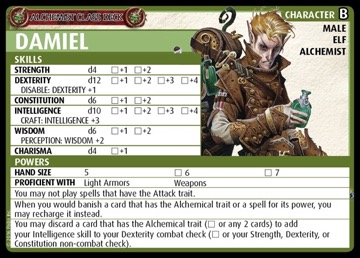 ALCHEMIST CLASS DECK
CHARACTER B
DAMIEL
MALE
ELF
ALCHEMIST
SKILLS
STRENGTH d4 □+1 □+2
DEXTERITY d12 □+1 □+2 □+3 □+4
DISABLE: DEXTERITY +1
CONSTITUTION d6 □+1 □+2
INTELLIGENCE d10 □+1 □+2 □+3 □+4
CRAFT: INTELLIGENCE +3
WISDOM d6 □+1 □+2
PERCEPTION: WISDOM +2
CHARISMA d4 □+1
POWERS
HAND SIZE 5 □ 6 □ 7
PROFICIENT WITH Light Armors Weapons
You may not play spells that have the Attack trait.
When you would banish a card that has the Alchemical trait or a spell for its power, you
may recharge it instead.
You may discard a card that has the Alchemical trait (□ or any 2 cards) to add
your Intelligence skill to your Dexterity combat check (□ or your Strength, Dexterity, or
Constitution non-combat check).